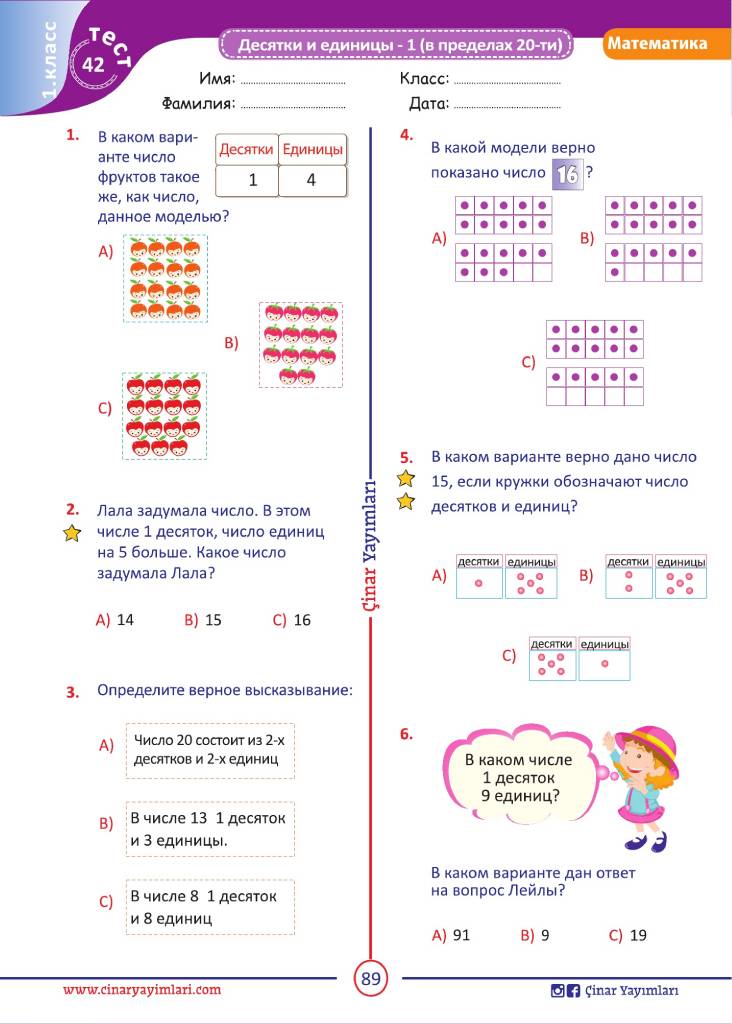 1.класс
тест
42
Десятки и единицы - 1 (в пределах 20-ти)
Математика
Имя:
Класс:
Фамилия:
Дата:
1.
В каком вари-
анте число
фруктов такое
же, как число,
данное моделью?
Десятки Единицы
1 4
A)
B)
C)
2.
Лала задумала число. В этом
числе 1 десяток, число единиц
на 5 больше. Какое число
задумала Лала?
A) 14 B) 15 C) 16
3.
Определите верное высказывание:
A)
Число 20 состоит из 2-х
десятков и 2-х единиц
B)
В числе 13 1 десяток
и 3 единицы.
C)
В числе 8 1 десяток
и 8 единиц
Çinar Yayımları
4.
В какой модели верно
показано число 16 ?
A)
B)
C)
5.
В каком варианте верно дано число
15, если кружки обозначают число
десятков и единиц?
A)
десятки единицы
B)
десятки единицы
C)
десятки единицы
6.
В каком числе
1 десяток
9 единиц?
В каком варианте дан ответ
на вопрос Лейлы?
A) 91 B) 9 C) 19
www.cinaryayimlari.com
89
Çinar Yayımları